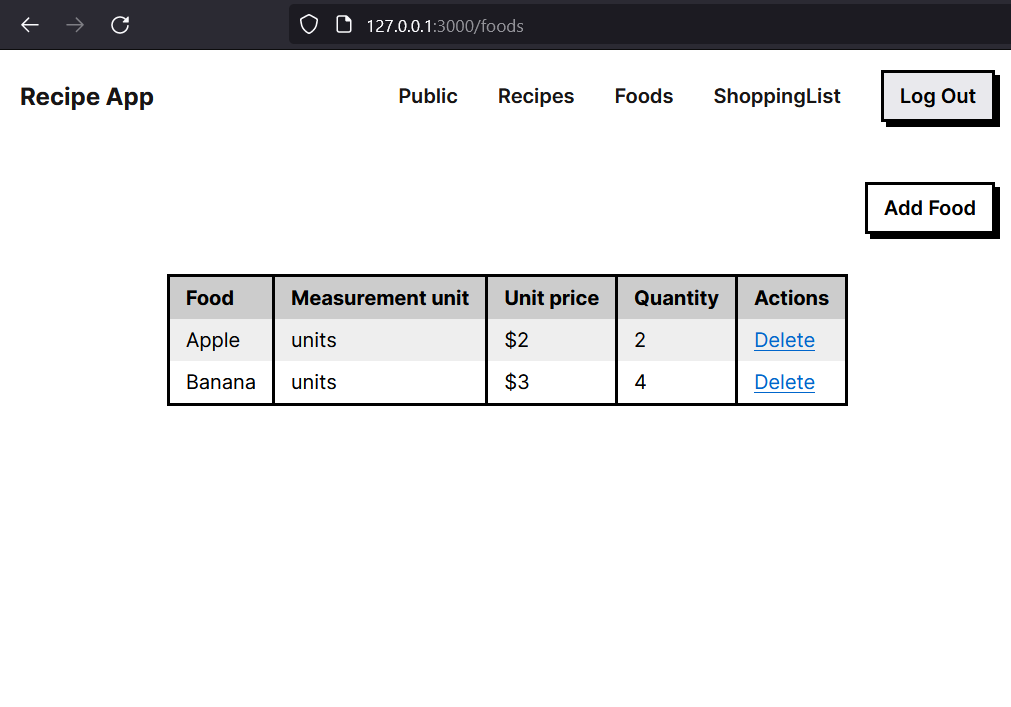 127.0.0.1:3000/foods
Recipe App Public Recipes Foods ShoppingList Log Out
Add Food
Food Measurement unit Unit price Quantity Actions
Apple units $2 2 Delete
Banana units $3 4 Delete